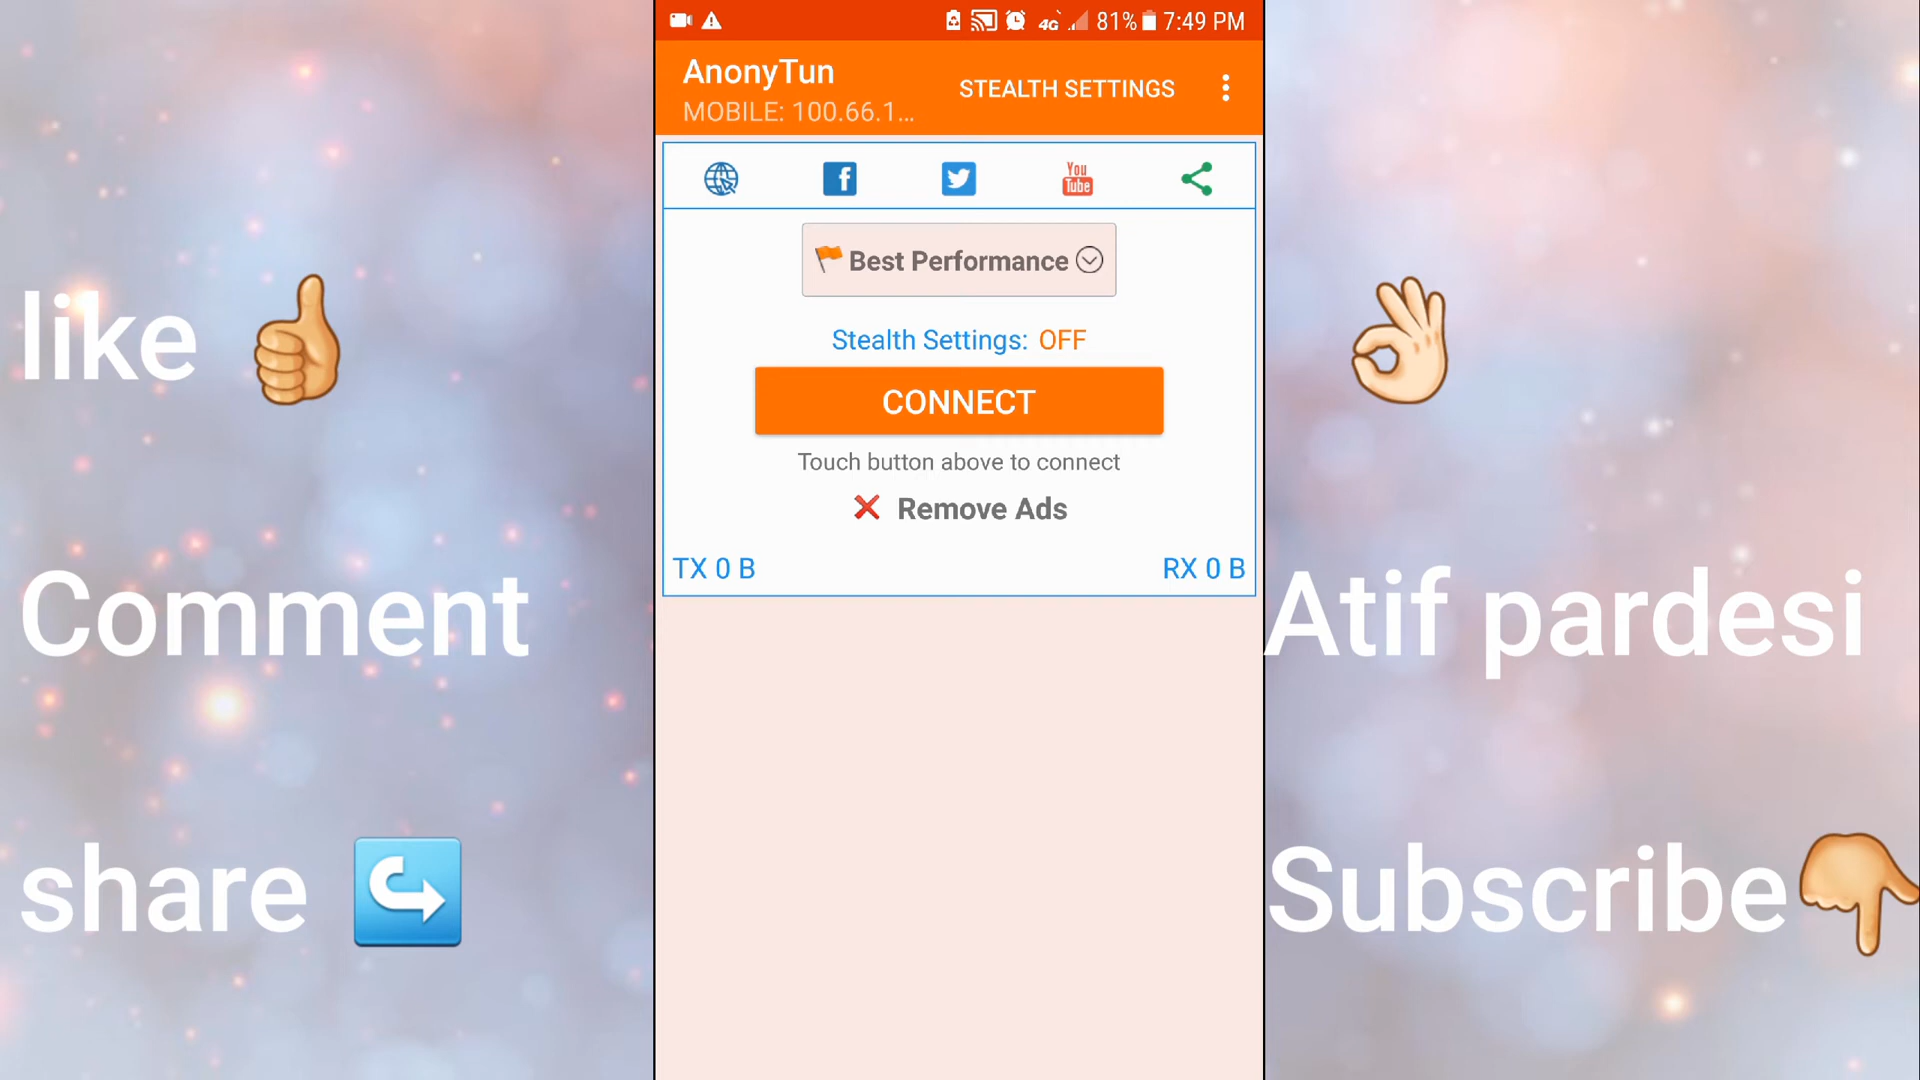 81% 7:49 PM
AnonyTun
STEALTH SETTINGS
MOBILE: 100.66.1...
You
Tube
Best Performance
like
Stealth Settings: OFF
CONNECT
Touch button above to connect
Remove Ads
TX 0 B RX 0 B
Comment
Atif pardesi
share
Subscribe